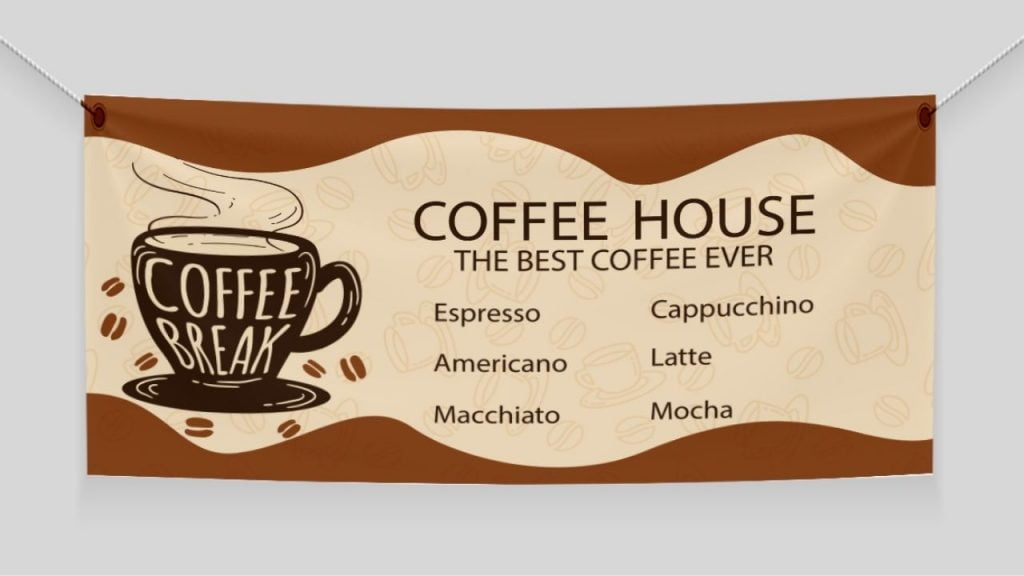 COFFEE
BREAK
COFFEE HOUSE
THE BEST COFFEE EVER
Espresso
Cappucchino
Americano
Latte
Macchiato
Mocha